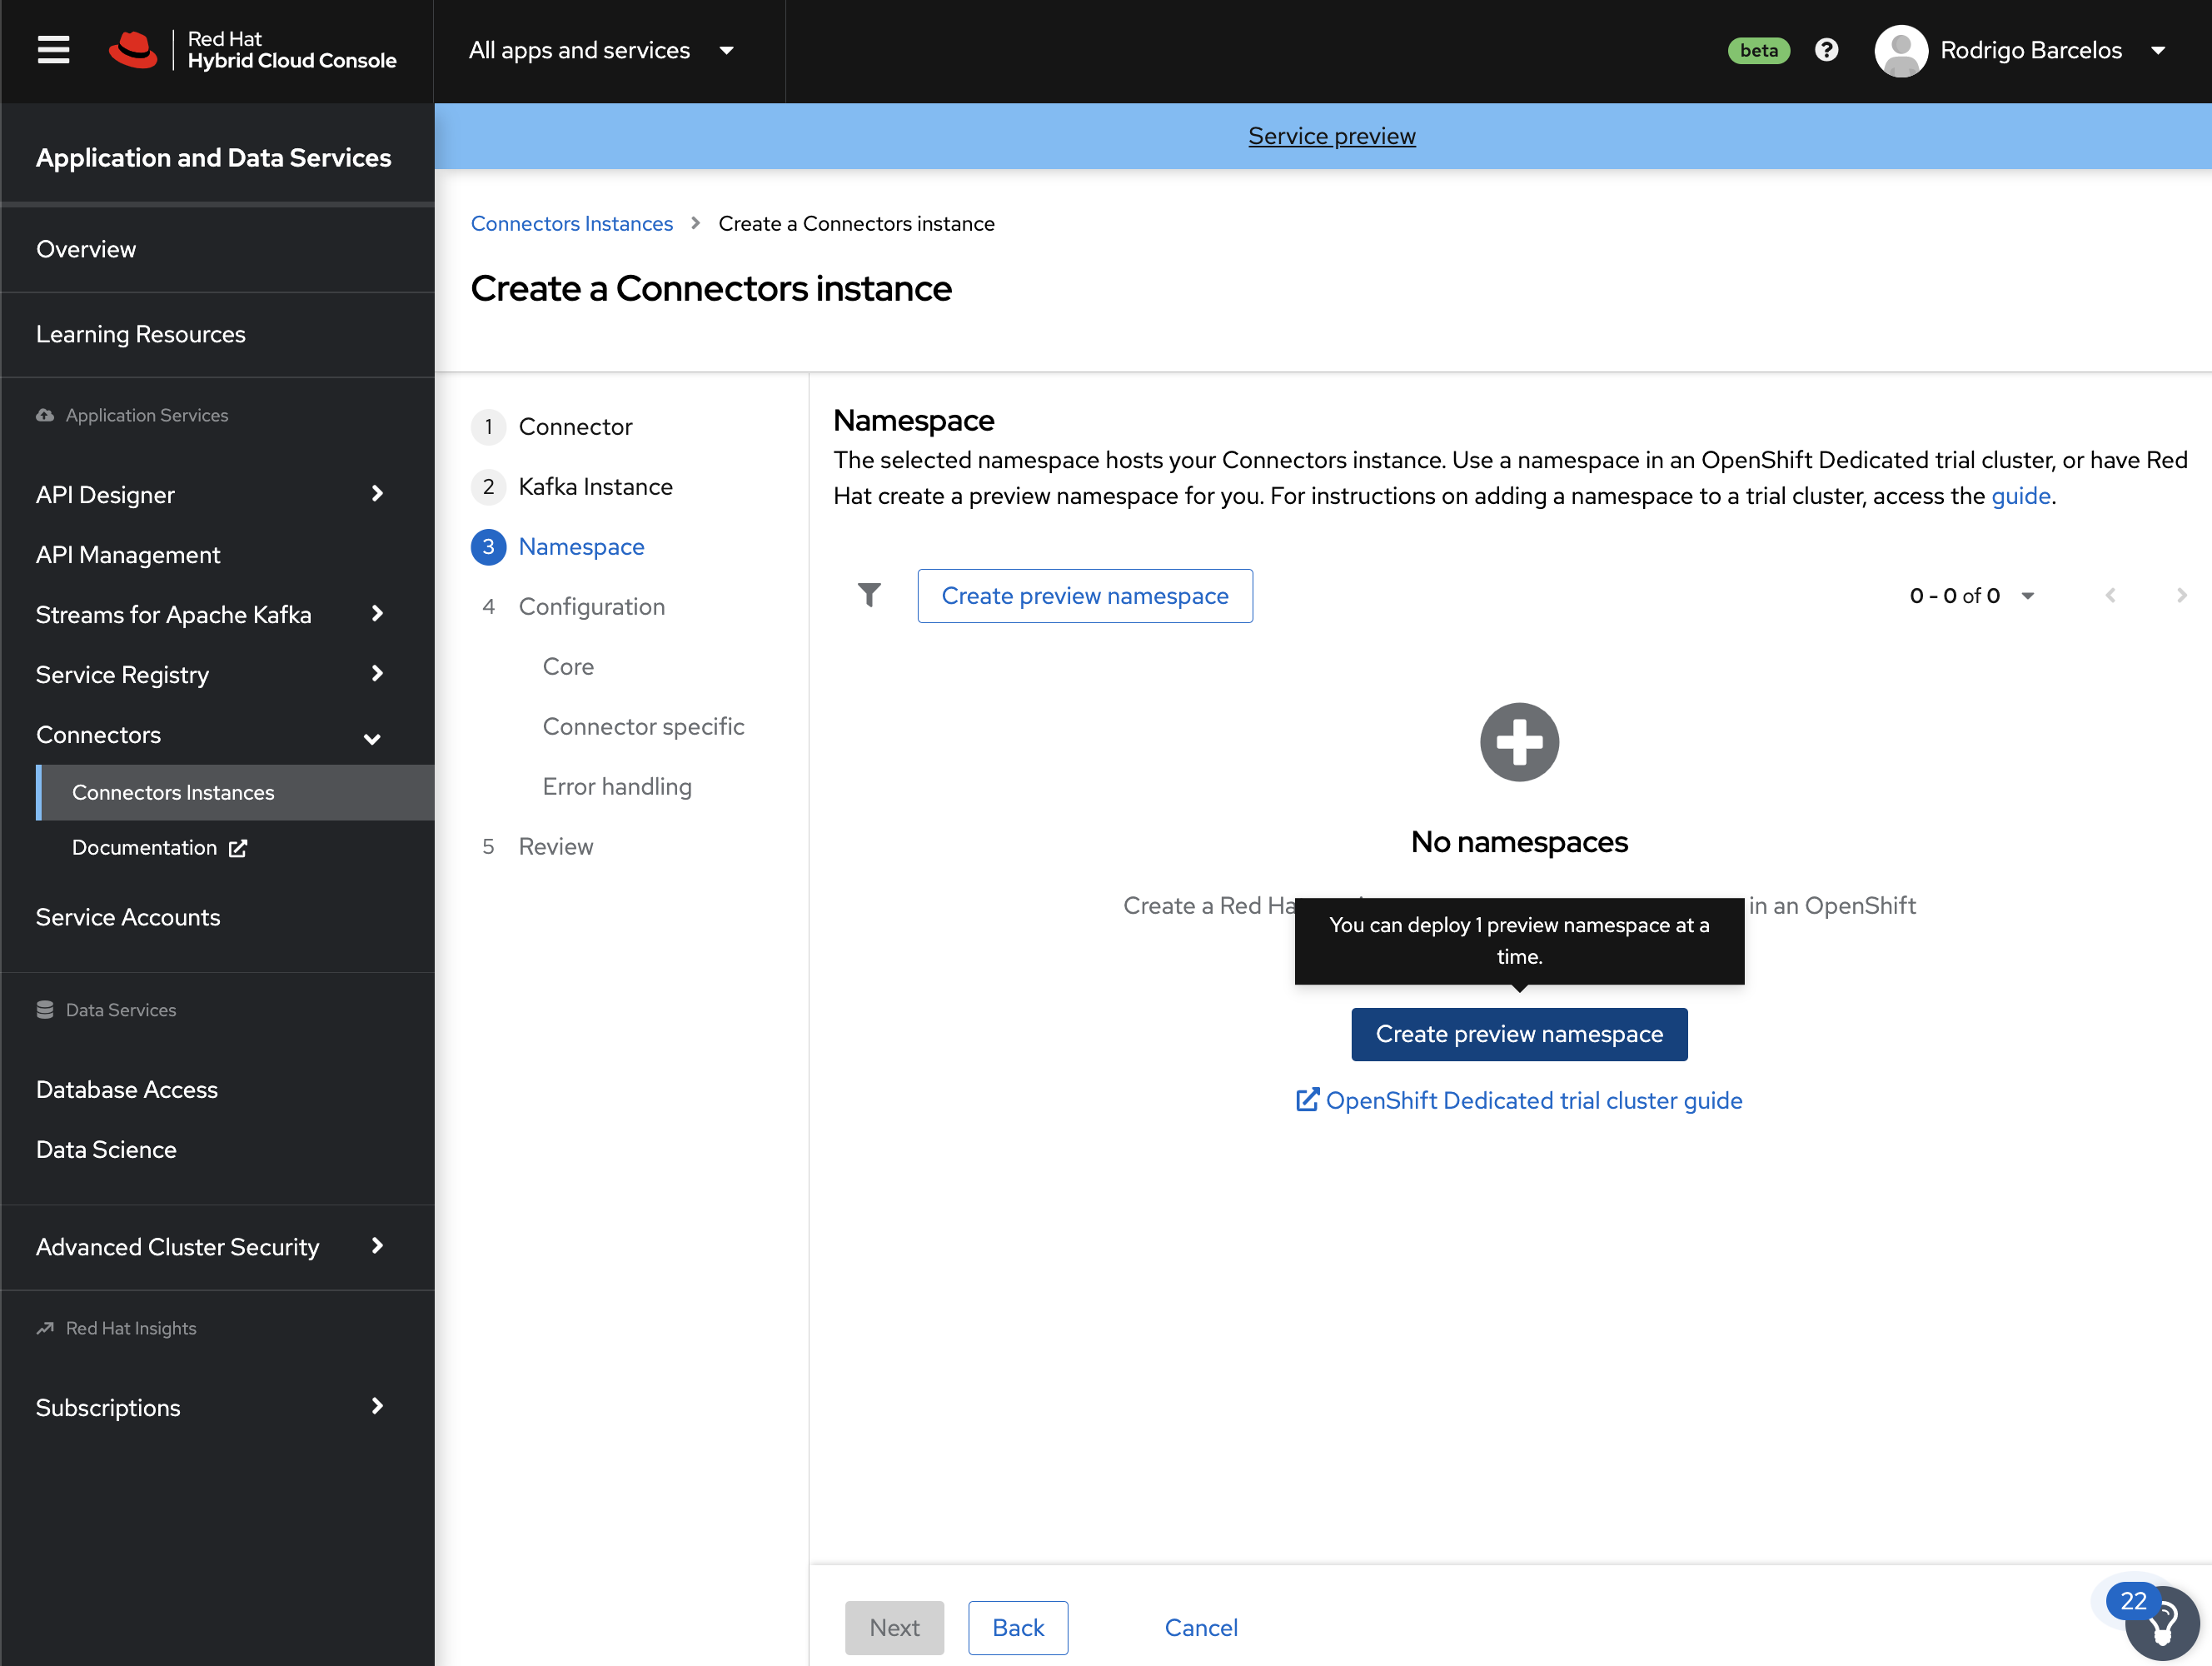 Red Hat
Hybrid Cloud Console
All apps and services
beta
Rodrigo Barcelos
Application and Data Services
Overview
Learning Resources
Application Services
API Designer
API Management
Streams for Apache Kafka
Service Registry
Connectors
Connectors Instances
Documentation
Service Accounts
Data Services
Database Access
Data Science
Advanced Cluster Security
Red Hat Insights
Subscriptions
Service preview
Connectors Instances > Create a Connectors instance
Create a Connectors instance
1 Connector
2 Kafka Instance
3 Namespace
4 Configuration
Core
Connector specific
Error handling
5 Review
Namespace
The selected namespace hosts your Connectors instance. Use a namespace in an OpenShift Dedicated trial cluster, or have Red
Hat create a preview namespace for you. For instructions on adding a namespace to a trial cluster, access the guide.
Create preview namespace
0 - 0 of 0
No namespaces
Create a Red in an OpenShift
You can deploy 1 preview namespace at a
time.
Create preview namespace
OpenShift Dedicated trial cluster guide
Next
Back
Cancel
22